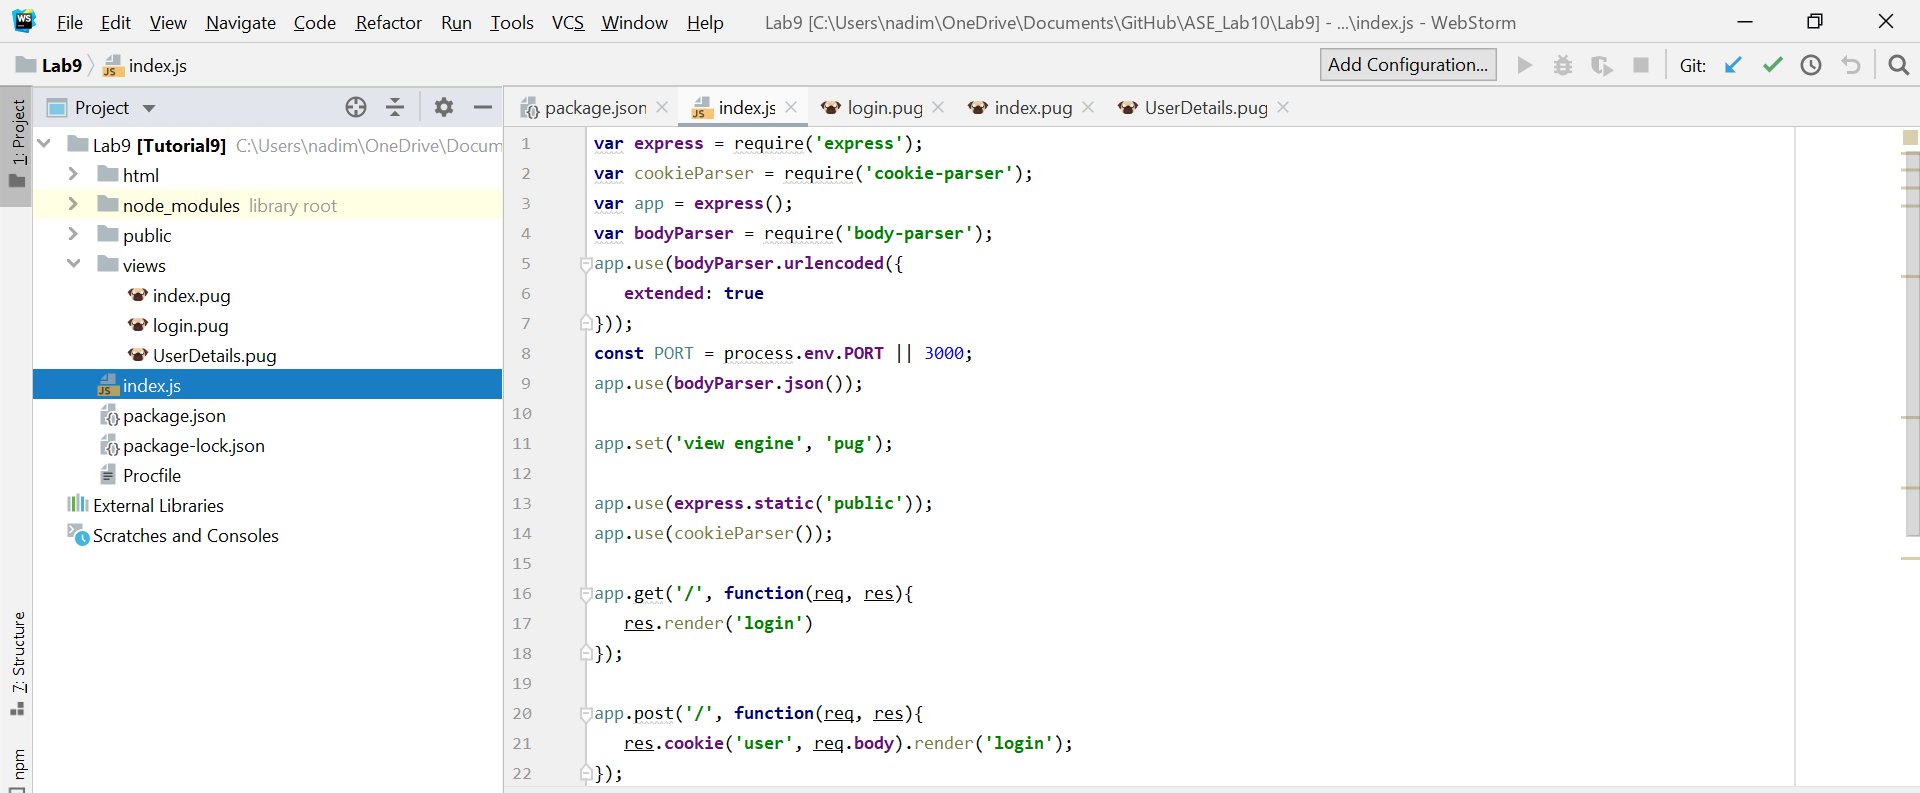 WS File Edit View Navigate Code Refactor Run Tools VCS Window Help Lab9 [C:\Users\nadim\OneDrive\Documents\GitHub\ASE_Lab10\Lab9] - ...\index.js - WebStorm
Lab9 index.js Add Configuration... Git:
Project package.json index.js login.pug index.pug UserDetails.pug
1: Project
Lab9 [Tutorial9] C:\Users\nadim\OneDrive\Docum
html
node_modules library root
public
views
index.pug
login.pug
UserDetails.pug
index.js
package.json
package-lock.json
Procfile
External Libraries
Scratches and Consoles
7: Structure
npm
1 var express = require('express');
2 var cookieParser = require('cookie-parser');
3 var app = express();
4 var bodyParser = require('body-parser');
5 app.use(bodyParser.urlencoded({
6 extended: true
7 }));
8 const PORT = process.env.PORT || 3000;
9 app.use(bodyParser.json());
10
11 app.set('view engine', 'pug');
12
13 app.use(express.static('public'));
14 app.use(cookieParser());
15
16 app.get('/', function(req, res){
17 res.render('login')
18 });
19
20 app.post('/', function(req, res){
21 res.cookie('user', req.body).render('login');
22 });